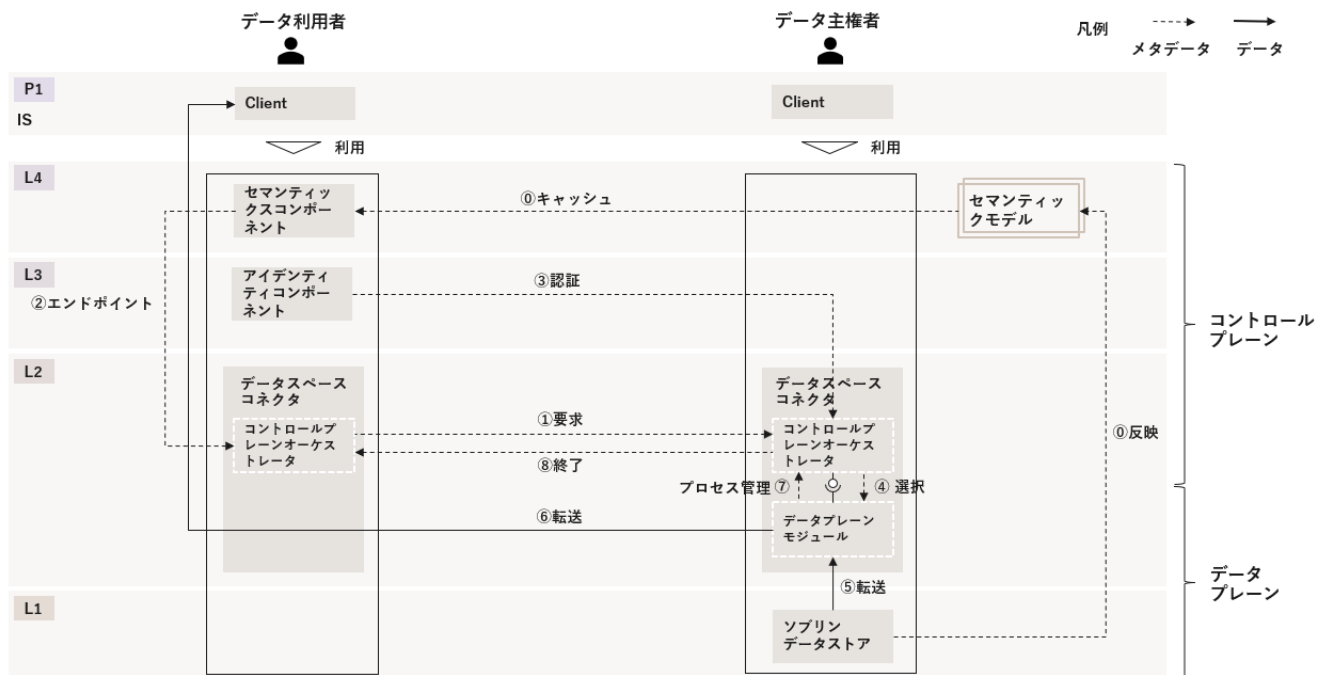 データ利用者
データ主権者
凡例
メタデータ
データ
P1
IS
Client
Client
利用
利用
L4
セマンティッ
クスコンポー
ネント
⓪キャッシュ
セマンティッ
クモデル
L3
アイデンティ
ティコンポー
ネント
③認証
②エンドポイント
コントロール
プレーン
L2
データスペース
コネクタ
データスペース
コネクタ
コントロールプ
レーンオーケス
トレータ
①要求
⑧終了
コントロールプ
レーンオーケス
トレータ
⓪反映
プロセス管理 ⑦
④ 選択
⑥転送
データプレーン
モジュール
⑤転送
データ
プレーン
L1
ソブリン
データストア